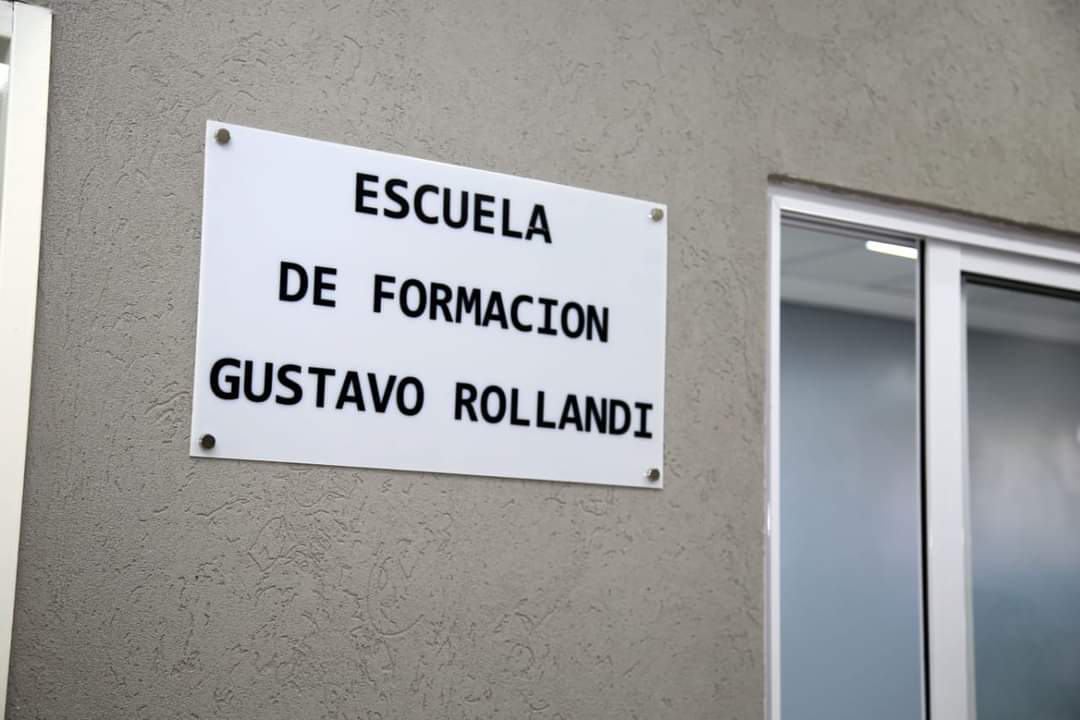 ESCUELA
DE FORMACION
GUSTAVO ROLLANDI